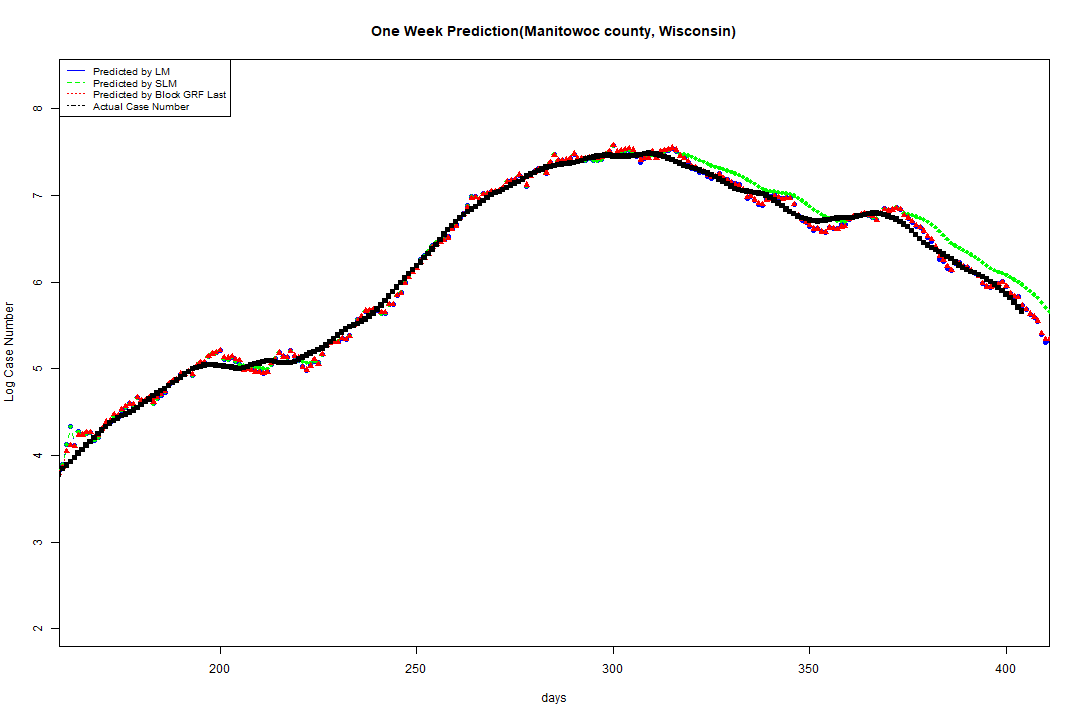 One Week Prediction(Manitowoc county, Wisconsin)
Predicted by LM
Predicted by SLM
Predicted by Block GRF Last
Actual Case Number
8
7
6
5
4
3
2
Log Case Number
200 250 300 350 400
days